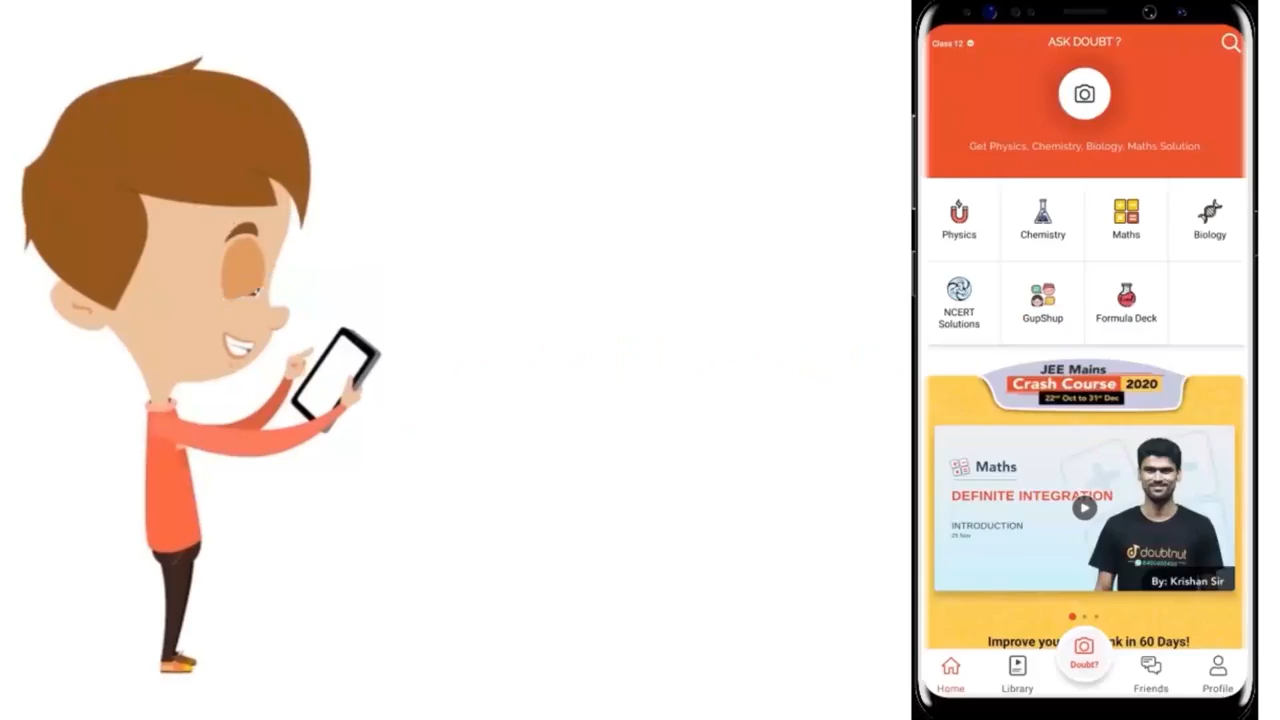 Class 12
ASK DOUBT ?
Get Physics, Chemistry, Biology, Maths Solution
Physics
Chemistry
Maths
Biology
NCERT
Solutions
GupShup
Formula Deck
JEE Mains
Crash Course 2020
22nd Oct to 31st Dec
Maths
DEFINITE INTEGRATION
INTRODUCTION
doubtnut
By: Krishan Sir
Improve you nk in 60 Days!
Doubt?
Home
Library
Friends
Profile